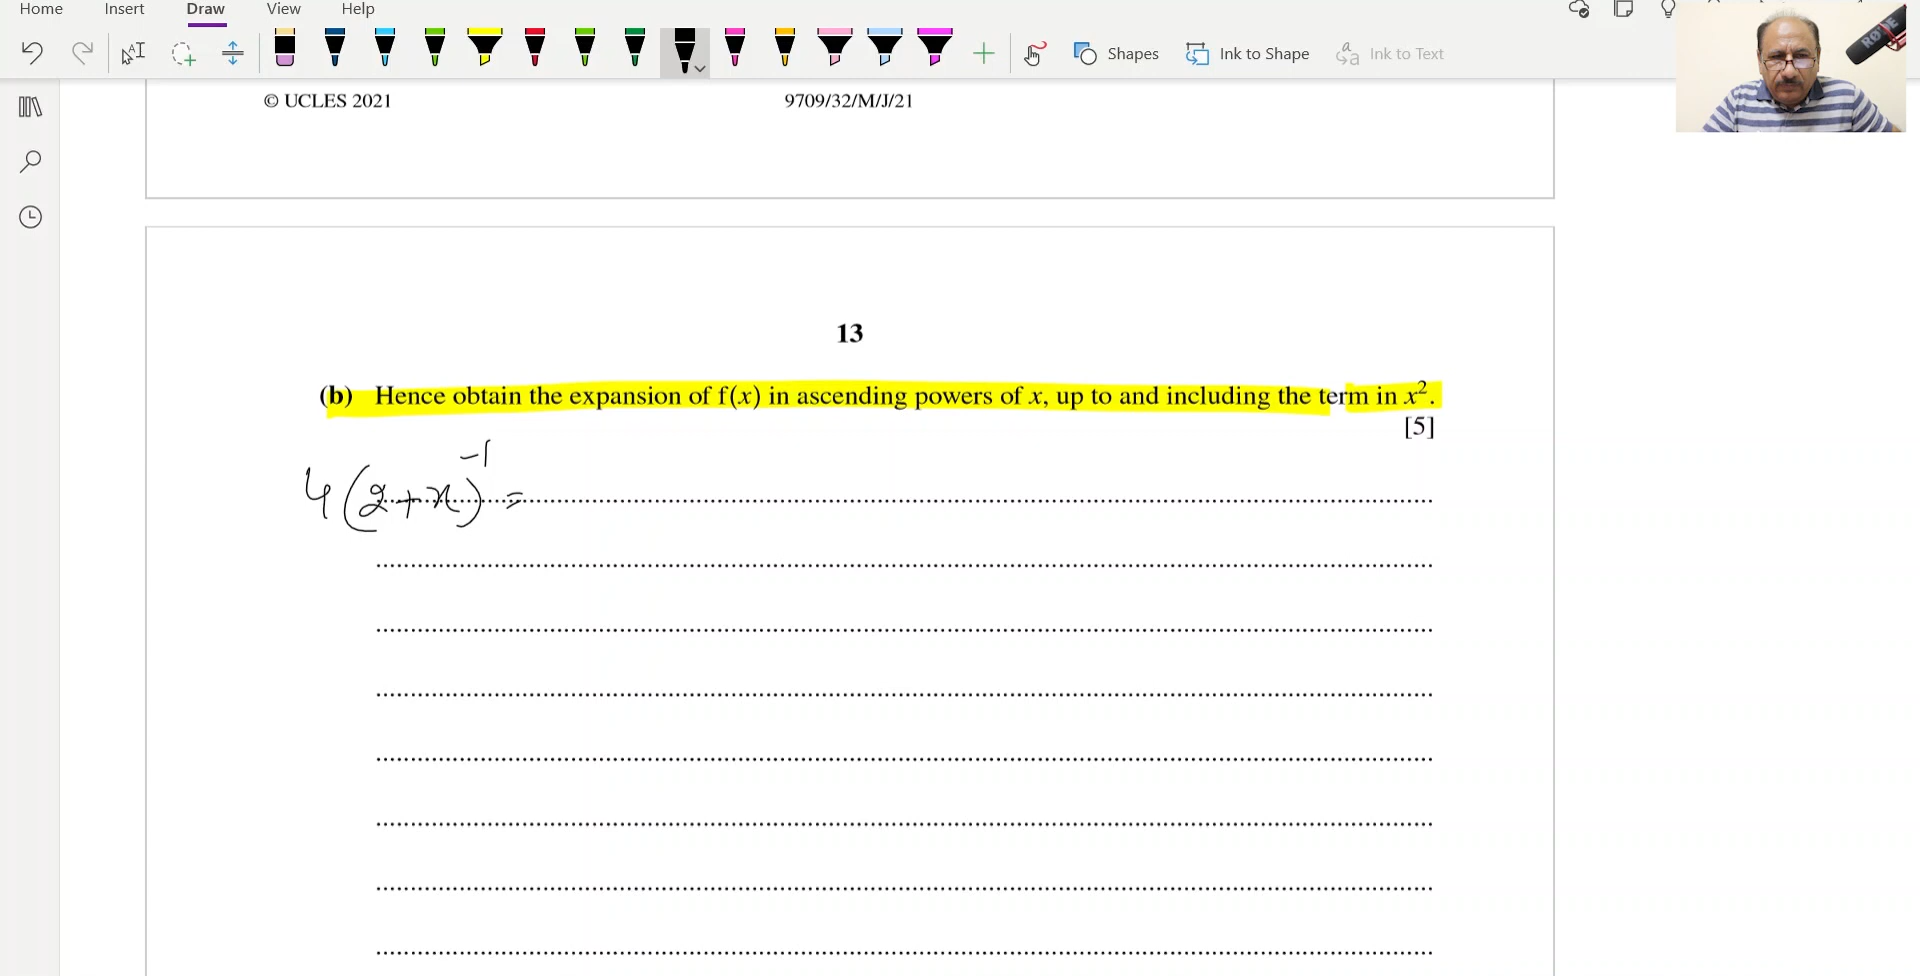 Home Insert Draw View Help
Shapes Ink to Shape Ink to Text
© UCLES 2021 9709/32/M/J/21
13
(b) Hence obtain the expansion of f(x) in ascending powers of x, up to and including the term in x².
[5]
4(2+x)⁻¹ =
RØDE